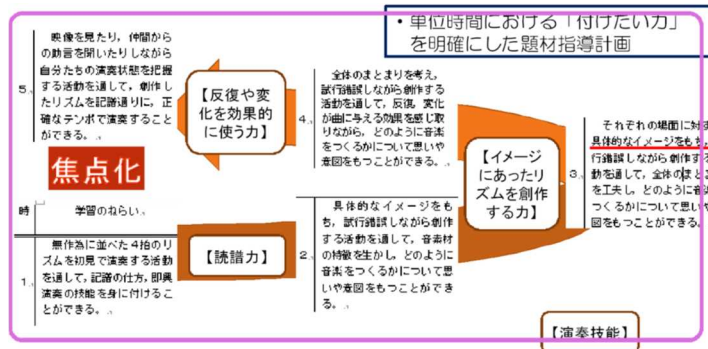 ・単位時間における「付けたい力」
を明確にした題材指導計画
映像を見たり，仲間から
の助言を聞いたりしながら
自分たちの演奏状態を把握
する活動を通して，創作し
たリズムを記譜通りに，正
確なテンポで演奏すること
ができる。
5
【反復や変
化を効果的
に使う力】
4
全体のまとまりを考え，
試行錯誤しながら創作する
活動を通して，反復，変化
が曲に与える効果を感じ取
りながら，どのように音楽
をつくるかについて思いや
意図をもつことができる。
【イメージ
にあったリ
ズムを創作
する力】
3
それぞれの場面に対す
具体的なイメージをもち，
行錯誤しながら創作する
動を通して，全体のまとま
を工夫し，どのように音楽
つくるかについて思いや
図をもつことができる。
焦点化
時 学習のねらい
1
無作為に並べた4拍のリ
ズムを初見で演奏する活動
を通して，記譜の仕方，即興
演奏の技能を身に付けるこ
とができる。
【読譜力】
2
具体的なイメージをも
ち，試行錯誤しながら創作
する活動を通して，音素材
の特徴を生かし，どのように
音楽をつくるかについて思
いや意図をもつことができ
る。
【演奏技能】